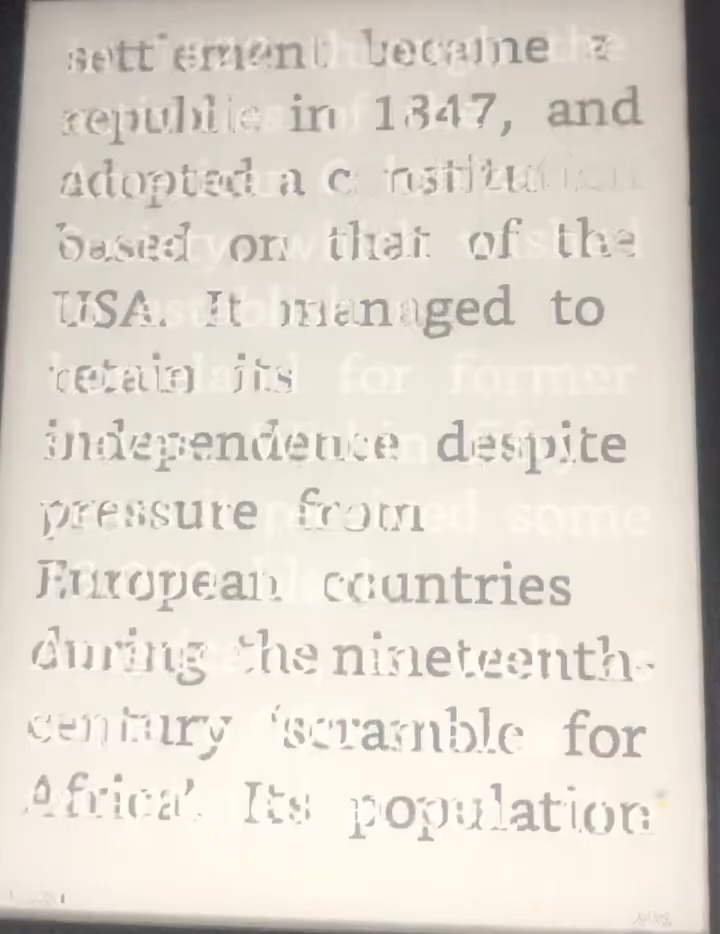 settlement became a
republic in 1847, and
adopted a constitution
based on that of the
USA. It managed to
retain its
independence despite
pressure from
European countries
during the nineteenth-
century ‘scramble for
Africa’. Its population